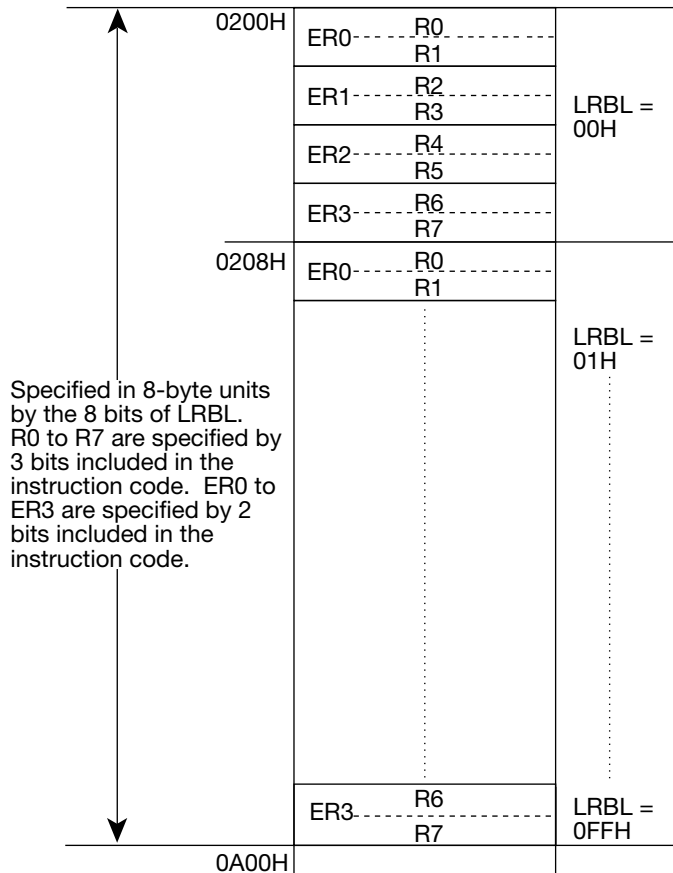 0200H
ER0
R0
R1
ER1
R2
R3
ER2
R4
R5
ER3
R6
R7
LRBL =
00H
0208H
ER0
R0
R1
LRBL =
01H
Specified in 8-byte units
by the 8 bits of LRBL.
R0 to R7 are specified by
3 bits included in the
instruction code. ER0 to
ER3 are specified by 2
bits included in the
instruction code.
ER3
R6
R7
LRBL =
0FFH
0A00H